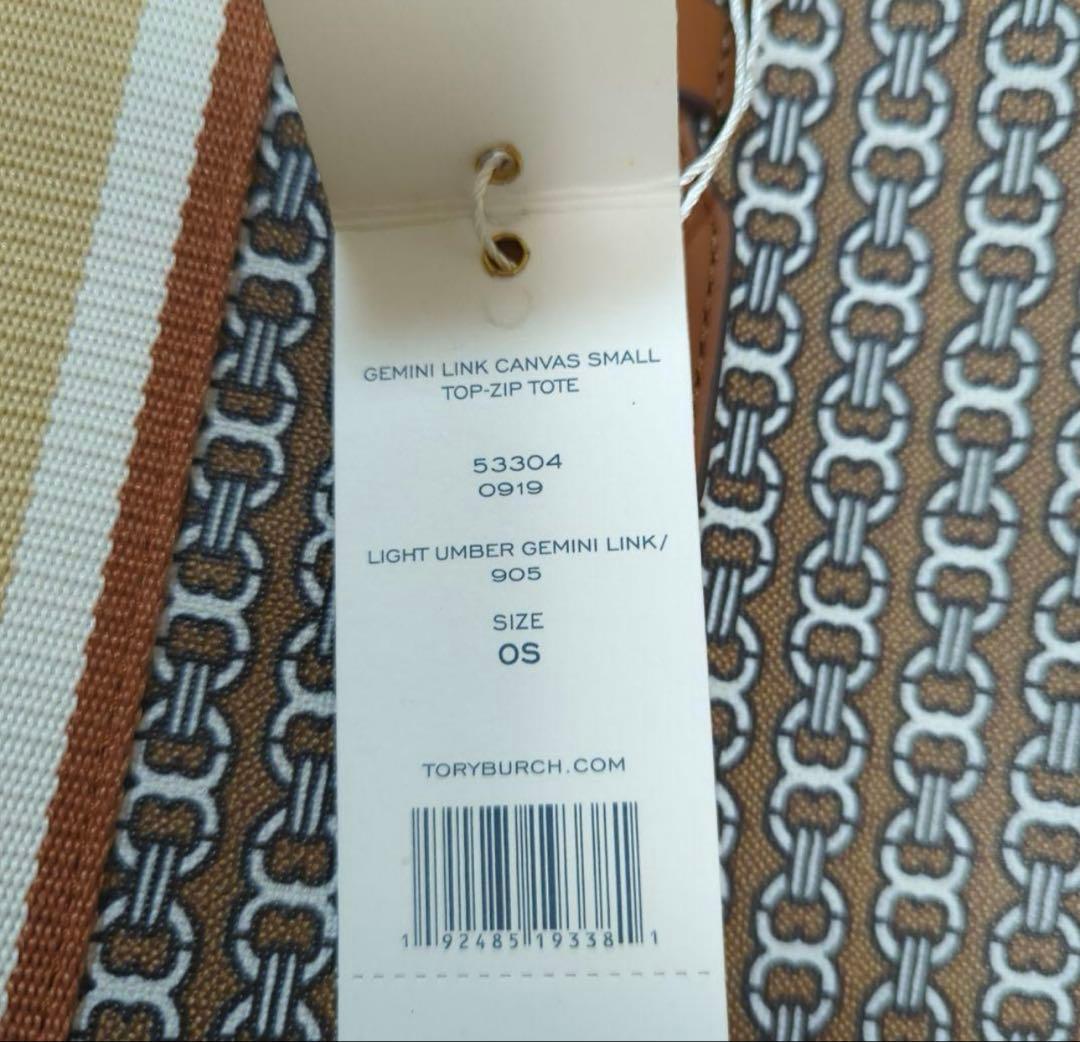 GEMINI LINK CANVAS SMALL
TOP-ZIP TOTE
53304
0919
LIGHT UMBER GEMINI LINK/
905
SIZE
OS
TORYBURCH.COM
1 92485 19338 1